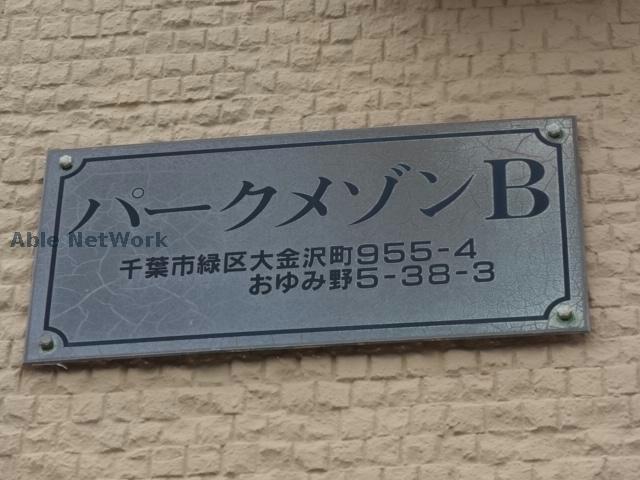 パークメゾンB
Able NetWork
千葉市緑区大金沢町955-4
おゆみ野5-38-3